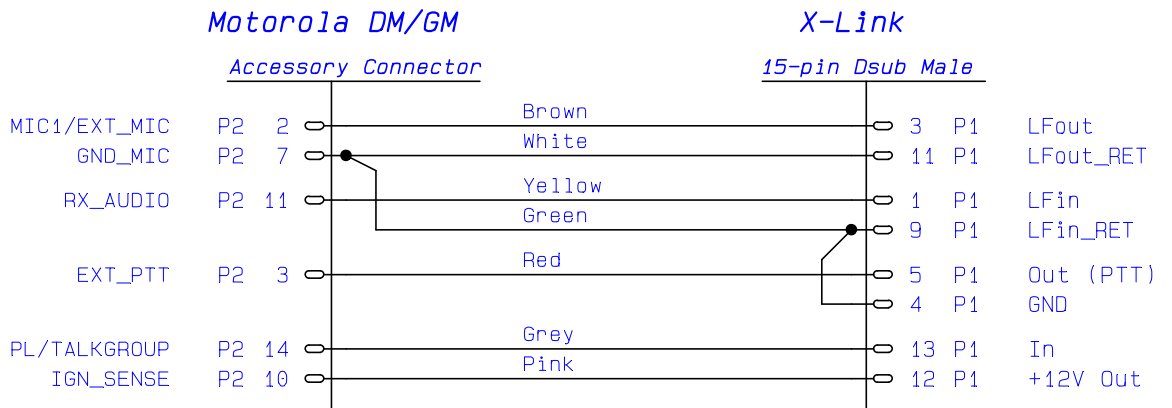 Motorola DM/GM X-Link
Accessory Connector 15-pin Dsub Male
Brown
MIC1/EXT_MIC P2 2 3 P1 LFout
White
GND_MIC P2 7 11 P1 LFout_RET
Yellow
RX_AUDIO P2 11 1 P1 LFin
Green
9 P1 LFin_RET
Red
EXT_PTT P2 3 5 P1 Out (PTT)
4 P1 GND
Grey
PL/TALKGROUP P2 14 13 P1 In
Pink
IGN_SENSE P2 10 12 P1 +12V Out